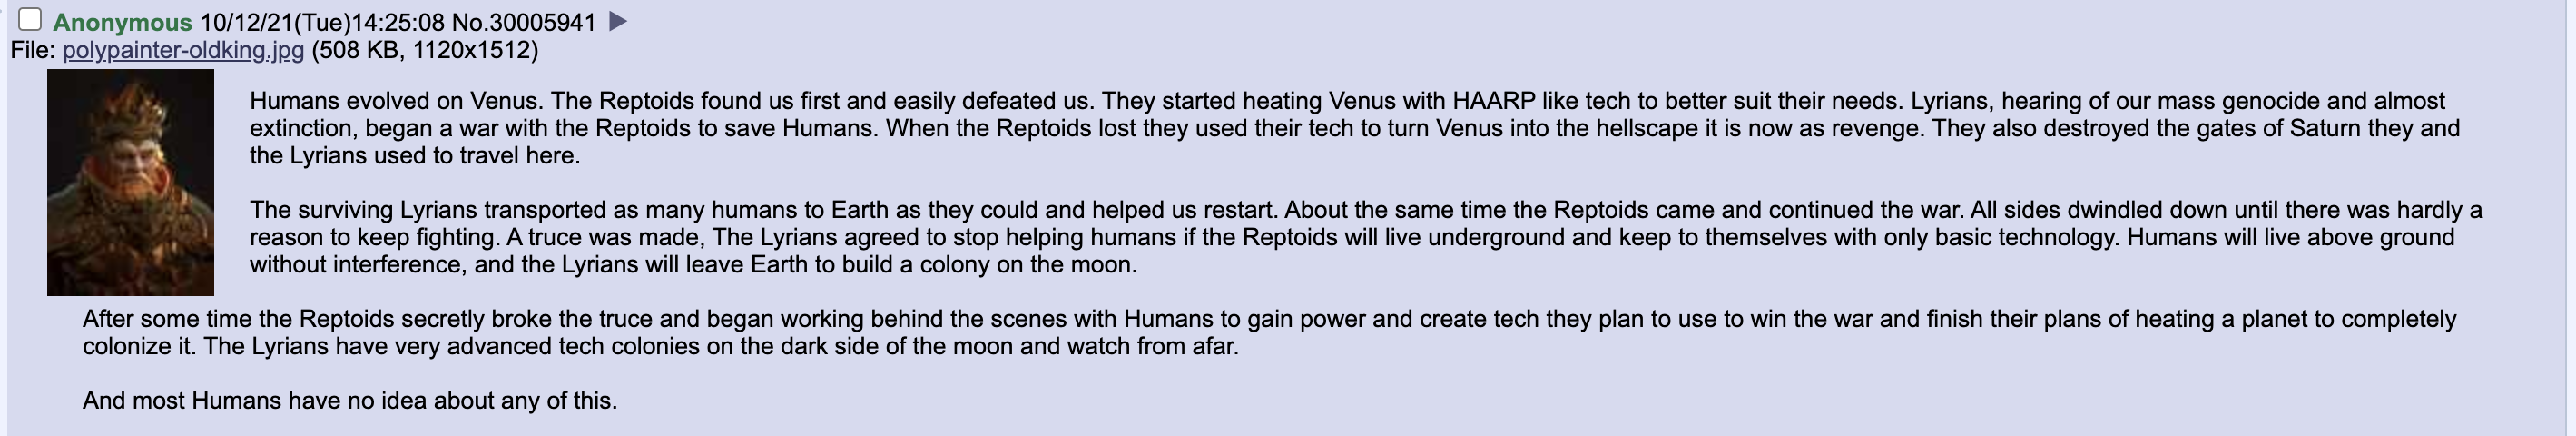 Anonymous 10/12/21(Tue)14:25:08 No.30005941 ▶
File: polypainter-oldking.jpg (508 KB, 1120x1512)
Humans evolved on Venus. The Reptoids found us first and easily defeated us. They started heating Venus with HAARP like tech to better suit their needs. Lyrians, hearing of our mass genocide and almost
extinction, began a war with the Reptoids to save Humans. When the Reptoids lost they used their tech to turn Venus into the hellscape it is now as revenge. They also destroyed the gates of Saturn they and
the Lyrians used to travel here.
The surviving Lyrians transported as many humans to Earth as they could and helped us restart. About the same time the Reptoids came and continued the war. All sides dwindled down until there was hardly a
reason to keep fighting. A truce was made, The Lyrians agreed to stop helping humans if the Reptoids will live underground and keep to themselves with only basic technology. Humans will live above ground
without interference, and the Lyrians will leave Earth to build a colony on the moon.
After some time the Reptoids secretly broke the truce and began working behind the scenes with Humans to gain power and create tech they plan to use to win the war and finish their plans of heating a planet to completely
colonize it. The Lyrians have very advanced tech colonies on the dark side of the moon and watch from afar.
And most Humans have no idea about any of this.